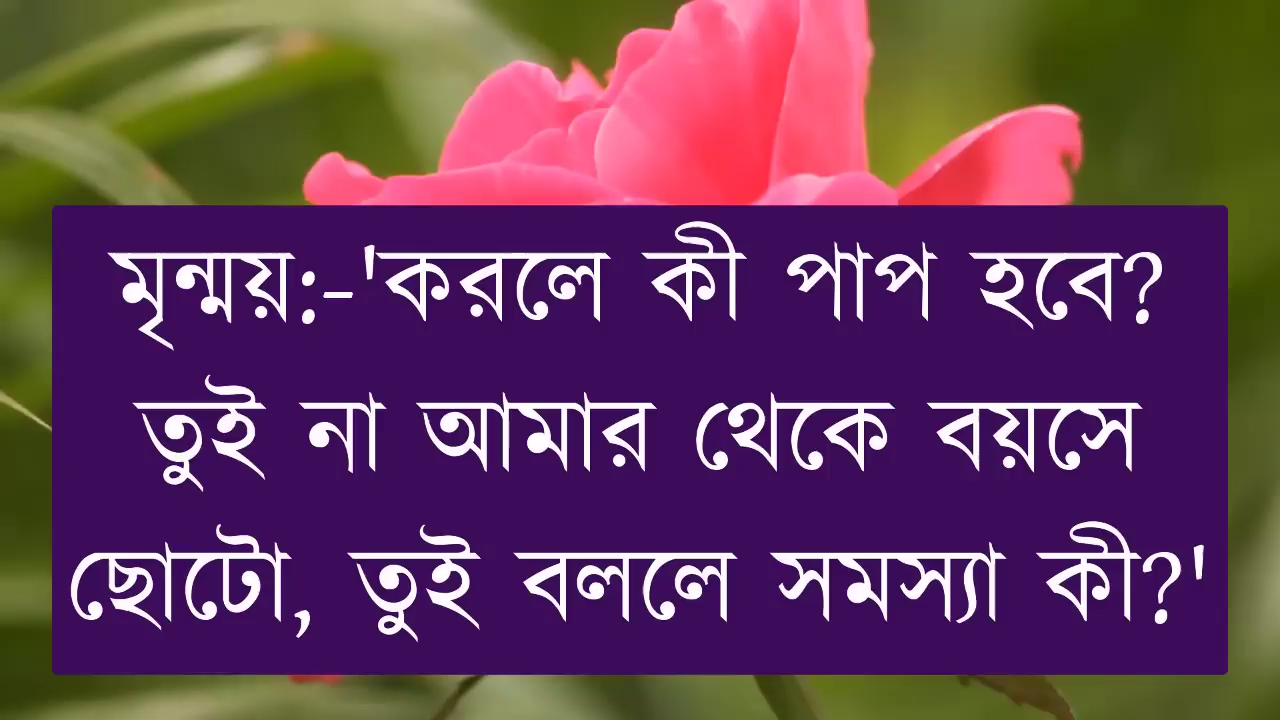 মৃন্ময়:-'করলে কী পাপ হবে?
তুই না আমার থেকে বয়সে
ছোটো, তুই বললে সমস্যা কী?'